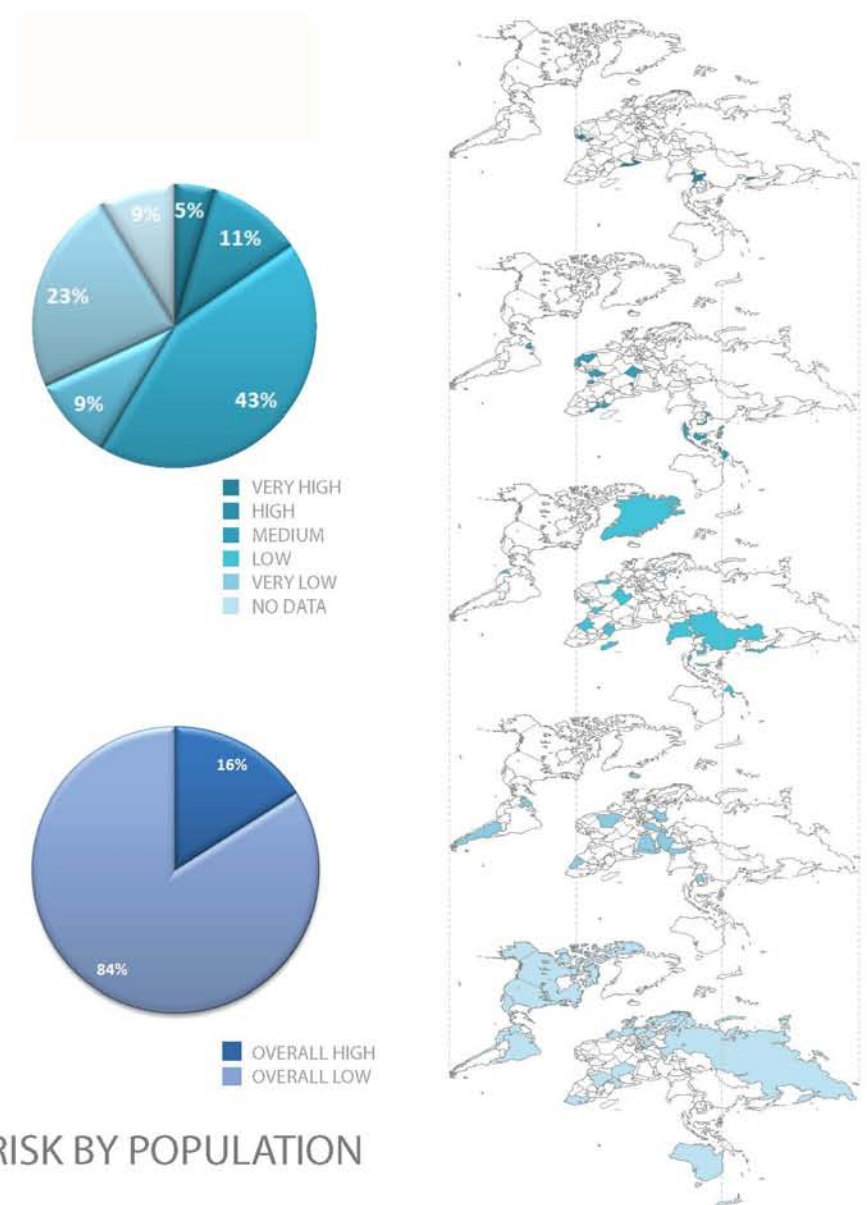 9%
5%
11%
23%
9%
43%
VERY HIGH
HIGH
MEDIUM
LOW
VERY LOW
NO DATA
16%
84%
OVERALL HIGH
OVERALL LOW
RISK BY POPULATION